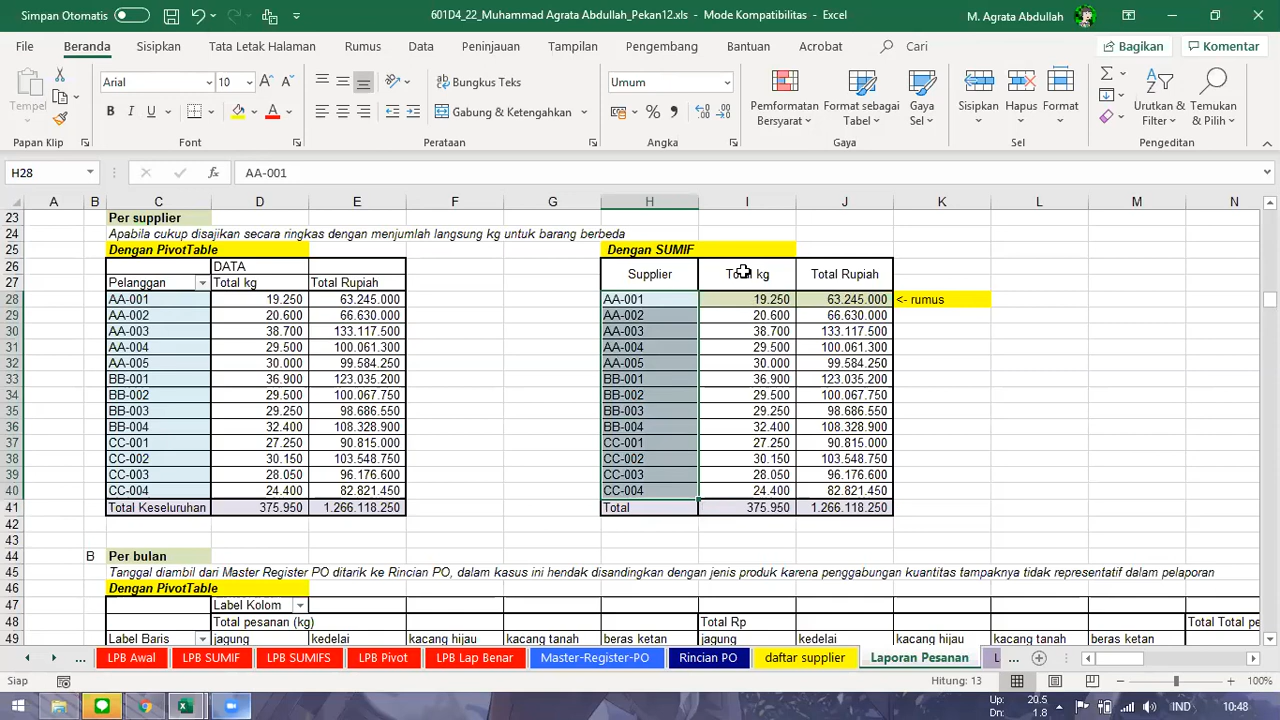 Simpan Otomatis
601D4_22_Muhammad Agrata Abdullah_Pekan12.xls - Mode Kompatibilitas - Excel
M. Agrata Abdullah
File Beranda Sisipkan Tata Letak Halaman Rumus Data Peninjauan Tampilan Pengembang Bantuan Acrobat Cari Bagikan Komentar
Tempel
Arial 10
B I U
Bungkus Teks
Gabung & Ketengahkan
Umum
Pemformatan Bersyarat
Format sebagai Tabel
Gaya Sel
Sisipkan Hapus Format
Urutkan & Filter
Temukan & Pilih
Papan Klip Font Perataan Angka Gaya Sel Pengeditan
H28 fx AA-001
A B C D E F G H I J K L M N
23 Per supplier
24 Apabila cukup disajikan secara ringkas dengan menjumlah langsung kg untuk barang berbeda
25 Dengan PivotTable Dengan SUMIF
26 DATA Supplier Total kg Total Rupiah
27 Pelanggan Total kg Total Rupiah
28 AA-001 19.250 63.245.000 AA-001 19.250 63.245.000 <- rumus
29 AA-002 20.600 66.630.000 AA-002 20.600 66.630.000
30 AA-003 38.700 133.117.500 AA-003 38.700 133.117.500
31 AA-004 29.500 100.061.300 AA-004 29.500 100.061.300
32 AA-005 30.000 99.584.250 AA-005 30.000 99.584.250
33 BB-001 36.900 123.035.200 BB-001 36.900 123.035.200
34 BB-002 29.500 100.067.750 BB-002 29.500 100.067.750
35 BB-003 29.250 98.686.550 BB-003 29.250 98.686.550
36 BB-004 32.400 108.328.900 BB-004 32.400 108.328.900
37 CC-001 27.250 90.815.000 CC-001 27.250 90.815.000
38 CC-002 30.150 103.548.750 CC-002 30.150 103.548.750
39 CC-003 28.050 96.176.600 CC-003 28.050 96.176.600
40 CC-004 24.400 82.821.450 CC-004 24.400 82.821.450
41 Total Keseluruhan 375.950 1.266.118.250 Total 375.950 1.266.118.250
42
43
44 B Per bulan
45 Tanggal diambil dari Master Register PO ditarik ke Rincian PO, dalam kasus ini hendak disandingkan dengan jenis produk karena penggabungan kuantitas tampaknya tidak representatif dalam pelaporan
46 Dengan PivotTable
47 Label Kolom
48 Total pesanan (kg) Total Rp Total Total pe
49 Label Baris jagung kedelai kacang hijau kacang tanah beras ketan jagung kedelai kacang hijau kacang tanah beras ketan
... LPB Awal LPB SUMIF LPB SUMIFS LPB Pivot LPB Lap Benar Master-Register-PO Rincian PO daftar supplier Laporan Pesanan L ...
Siap Hitung: 13 100%
Up: 20.5
Dn: 1.8
IND 10:48